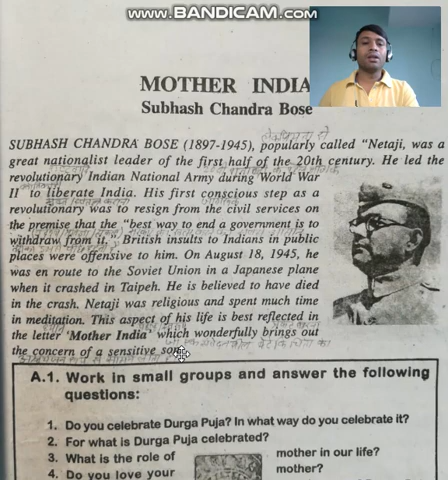 www.BANDICAM.com
MOTHER INDIA
Subhash Chandra Bose
SUBHASH CHANDRA BOSE (1897-1945), popularly called "Netaji, was a
great nationalist leader of the first half of the 20th century. He led the
revolutionary Indian National Army during World War
II to liberate India. His first conscious step as a
revolutionary was to resign from the civil services on
the premise that the "best way to end a government is to
withdraw from it." British insults to Indians in public
places were offensive to him. On August 18, 1945, he
was en route to the Soviet Union in a Japanese plane
when it crashed in Taipeh. He is believed to have died
in the crash. Netaji was religious and spent much time
in meditation. This aspect of his life is best reflected in
the letter 'Mother India' which wonderfully brings out
the concern of a sensitive son.
A.1. Work in small groups and answer the following
questions:
1. Do you celebrate Durga Puja? In what way do you celebrate it?
2. For what is Durga Puja celebrated?
3. What is the role of mother in our life?
4. Do you love your mother?